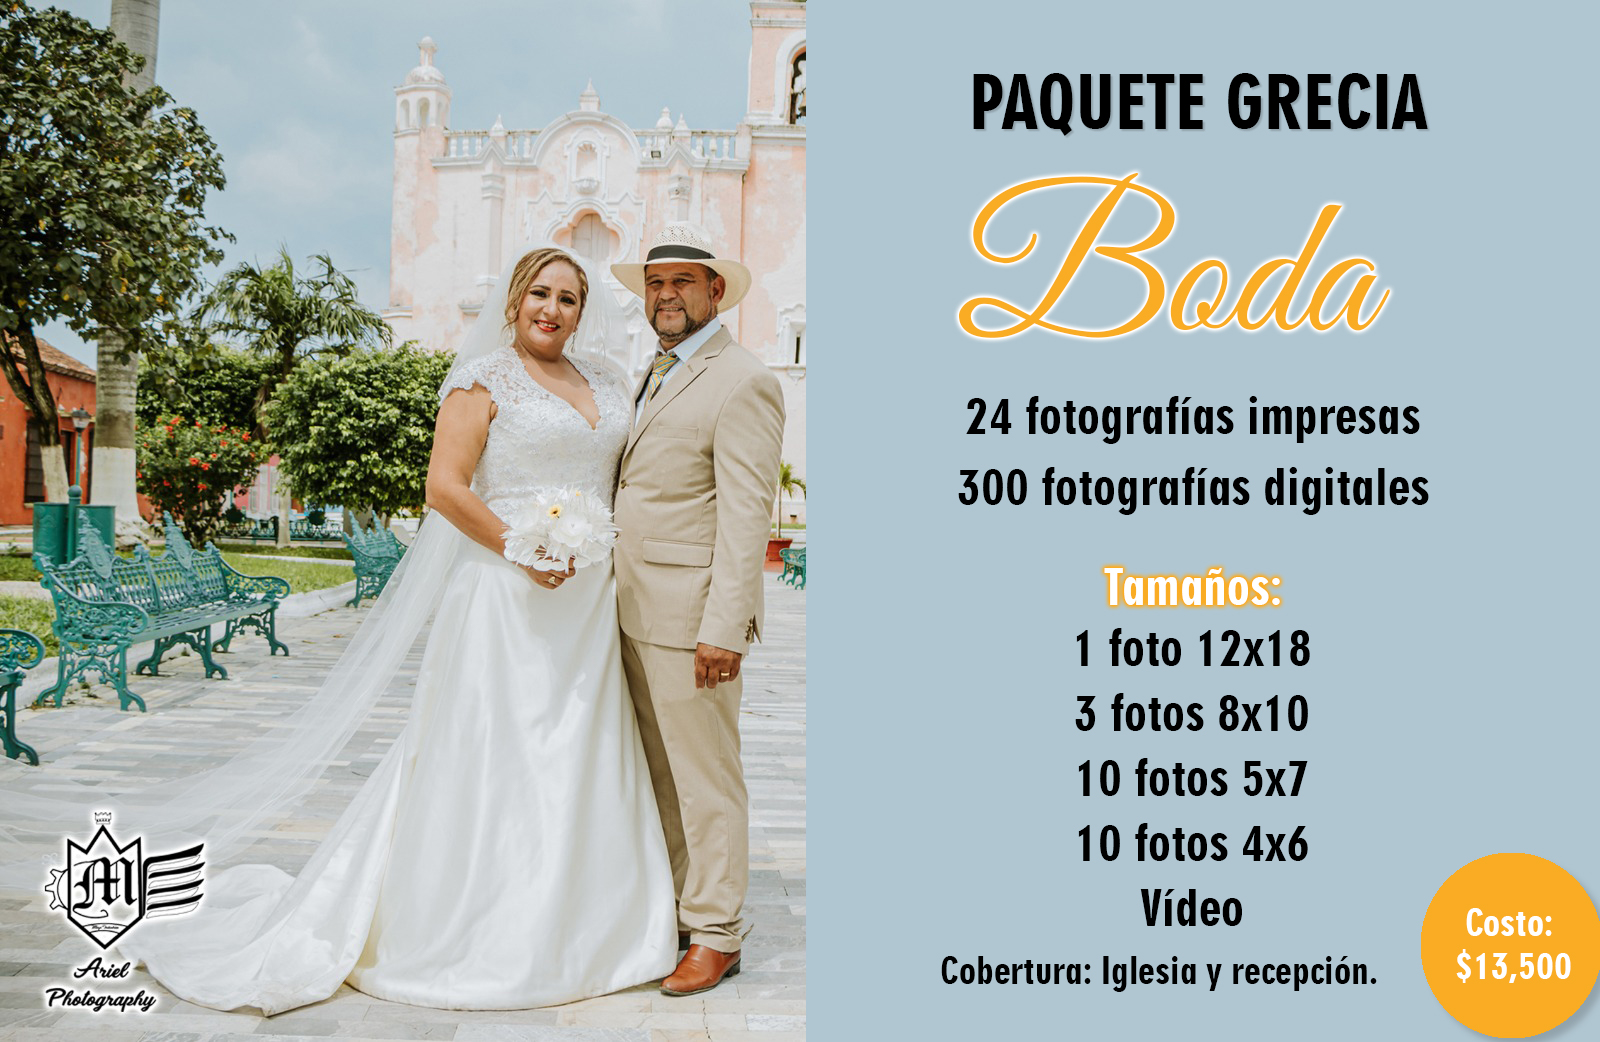 PAQUETE GRECIA
Boda
24 fotografías impresas
300 fotografías digitales
Tamaños:
1 foto 12x18
3 fotos 8x10
10 fotos 5x7
10 fotos 4x6
Vídeo
Cobertura: Iglesia y recepción.
Costo:
$13,500
M
Ariel
Photography